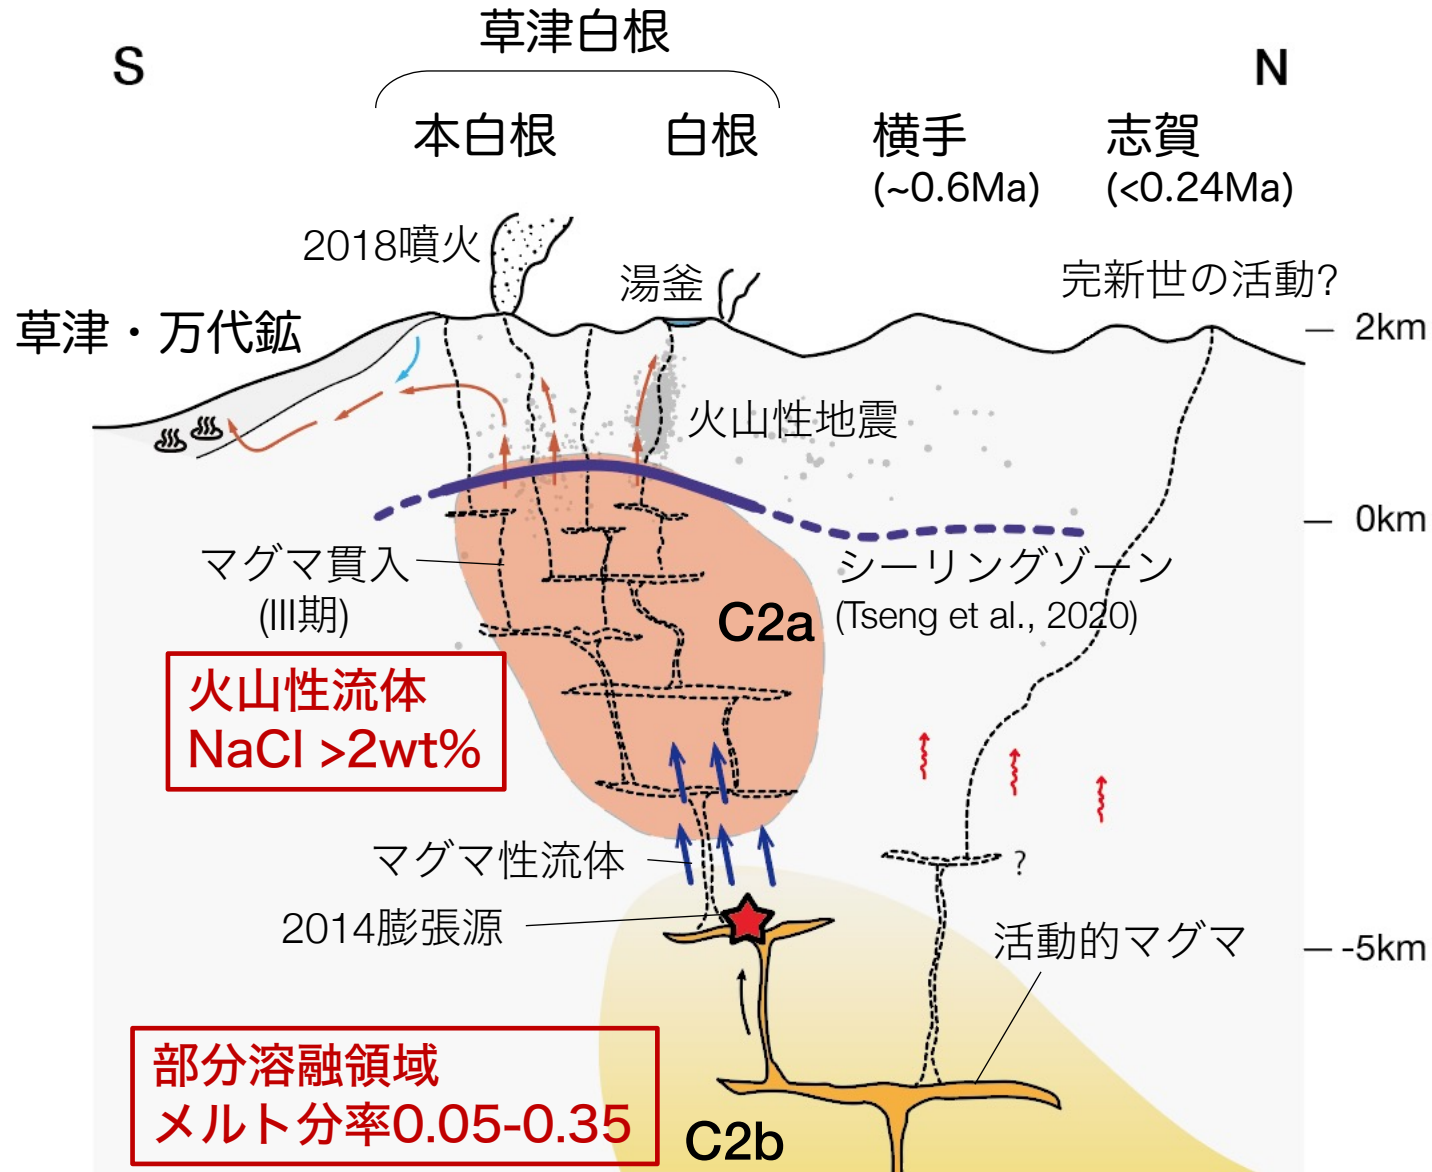 草津白根
S
N
本白根
白根
横手
(~0.6Ma)
志賀
(<0.24Ma)
2018噴火
湯釜
完新世の活動?
草津・万代鉱
2km
火山性地震
0km
マグマ貫入
(III期)
シーリングゾーン
(Tseng et al., 2020)
C2a
火山性流体
NaCl >2wt%
マグマ性流体
?
2014膨張源
活動的マグマ
-5km
部分溶融領域
メルト分率0.05-0.35
C2b